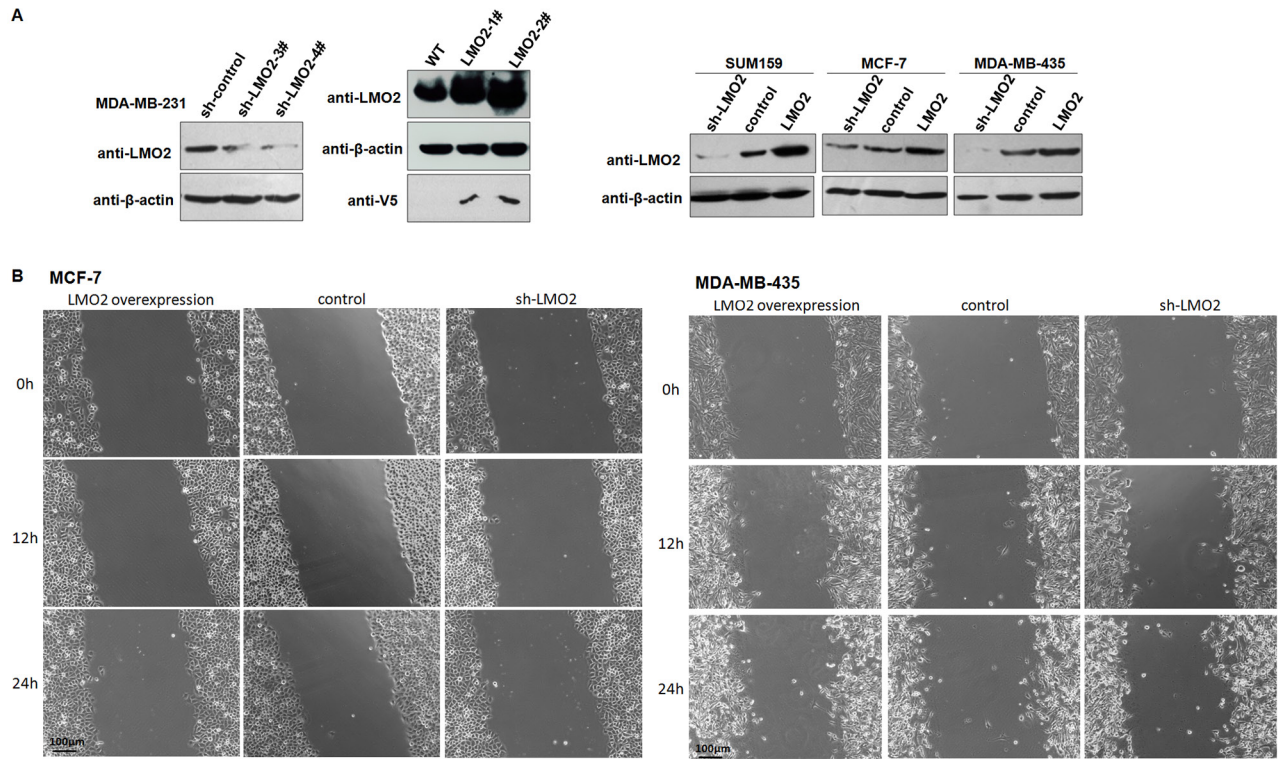 A
MDA-MB-231
sh-control
sh-LMO2-3#
sh-LMO2-4#
anti-LMO2
anti-β-actin
WT
LMO2-1#
LMO2-2#
anti-LMO2
anti-β-actin
anti-V5
SUM159
MCF-7
MDA-MB-435
sh-LMO2
control
LMO2
sh-LMO2
control
LMO2
sh-LMO2
control
LMO2
anti-LMO2
anti-β-actin
B
MCF-7
LMO2 overexpression
control
sh-LMO2
0h
12h
24h
100μm
MDA-MB-435
LMO2 overexpression
control
sh-LMO2
0h
12h
24h
100μm